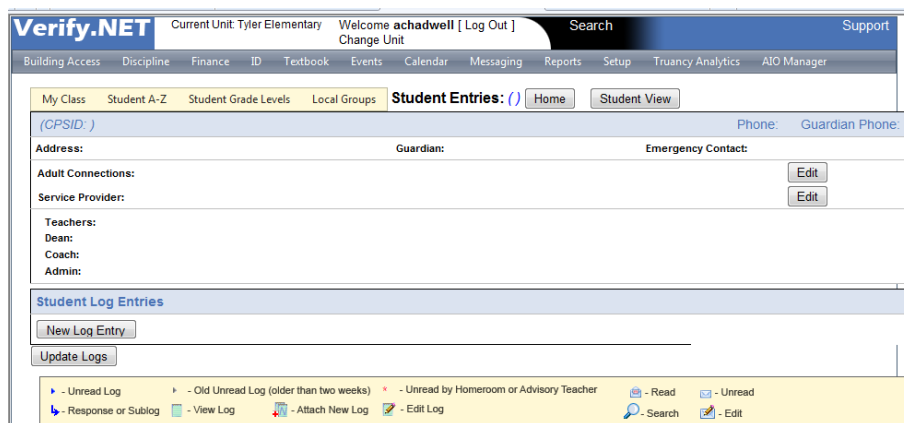 Verify.NET
Current Unit: Tyler Elementary
Welcome achadwell [ Log Out ]
Change Unit
Search
Support
Building Access Discipline Finance ID Textbook Events Calendar Messaging Reports Setup Truancy Analytics AIO Manager
My Class Student A-Z Student Grade Levels Local Groups Student Entries: ( ) Home Student View
(CPSID: ) Phone: Guardian Phone:
Address: Guardian: Emergency Contact:
Adult Connections: Edit
Service Provider: Edit
Teachers:
Dean:
Coach:
Admin:
Student Log Entries
New Log Entry
Update Logs
- Unread Log - Old Unread Log (older than two weeks) * - Unread by Homeroom or Advisory Teacher - Read - Unread
- Response or Sublog - View Log - Attach New Log - Edit Log - Search - Edit